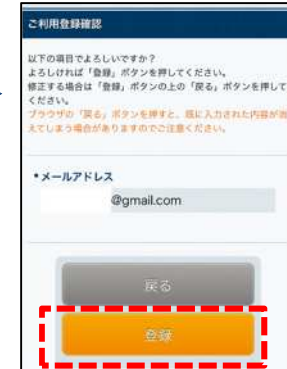 ご利用登録確認
以下の項目でよろしいですか？
よろしければ「登録」ボタンを押してください。
修正する場合は「登録」ボタンの上の「戻る」ボタンを押して
ください。
ブラウザの「戻る」ボタンを押すと、既に入力された内容が消
えてしまう場合がありますのでご注意ください。
•メールアドレス
@gmail.com
戻る
登録